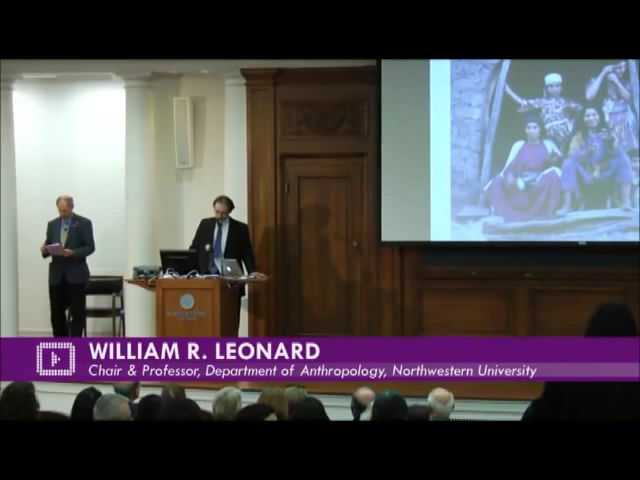 WILLIAM R. LEONARD
Chair & Professor, Department of Anthropology, Northwestern University